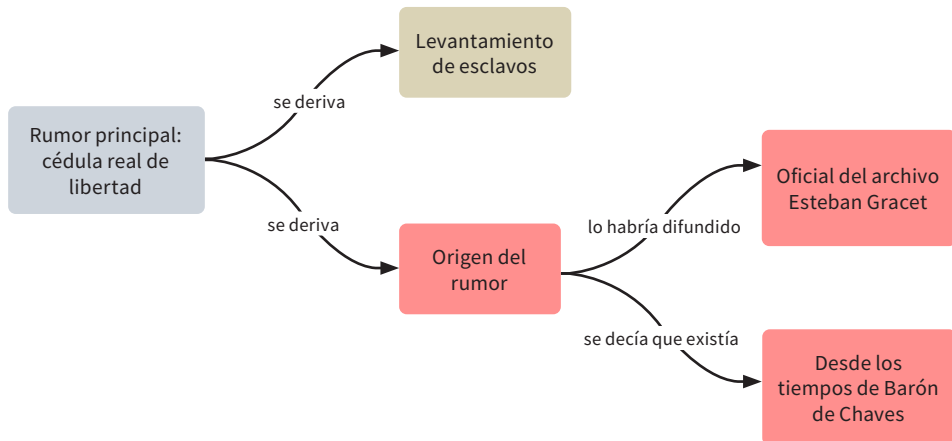 Levantamiento
de esclavos
se deriva
Rumor principal:
cédula real de
libertad
se deriva
Origen del
rumor
lo habría difundido
Oficial del archivo
Esteban Gracet
se decía que existía
Desde los
tiempos de Barón
de Chaves